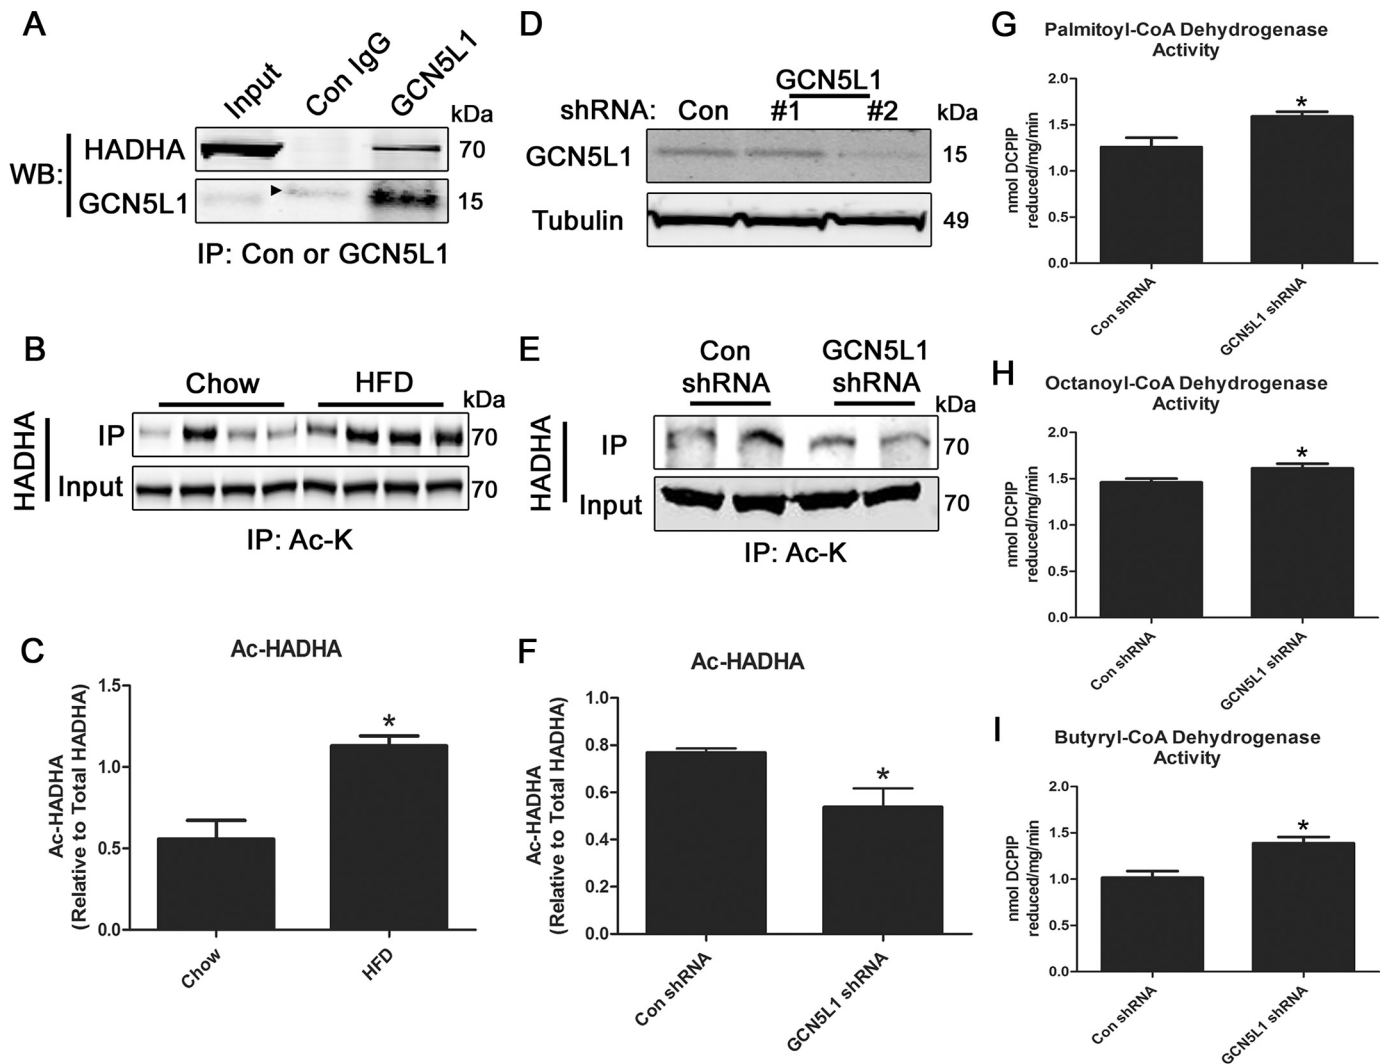 A
Input
Con IgG
GCN5L1
kDa
WB:
HADHA
70
GCN5L1
15
IP: Con or GCN5L1
B
Chow
HFD
kDa
HADHA
IP
70
Input
70
IP: Ac-K
C
Ac-HADHA
Ac-HADHA
(Relative to Total HADHA)
1.5
1.0
0.5
0.0
Chow
HFD
*
D
GCN5L1
shRNA:
Con
#1
#2
kDa
GCN5L1
15
Tubulin
49
E
Con
shRNA
GCN5L1
shRNA
kDa
HADHA
IP
70
Input
70
IP: Ac-K
F
Ac-HADHA
Ac-HADHA
(Relative to Total HADHA)
1.0
0.8
0.6
0.4
0.2
0.0
Con shRNA
GCN5L1 shRNA
*
G
Palmitoyl-CoA Dehydrogenase
Activity
nmol DCPIP
reduced/mg/min
2.0
1.5
1.0
0.5
0.0
Con shRNA
GCN5L1 shRNA
*
H
Octanoyl-CoA Dehydrogenase
Activity
nmol DCPIP
reduced/mg/min
2.0
1.5
1.0
0.5
0.0
Con shRNA
GCN5L1 shRNA
*
I
Butyryl-CoA Dehydrogenase
Activity
nmol DCPIP
reduced/mg/min
2.0
1.5
1.0
0.5
0.0
Con shRNA
GCN5L1 shRNA
*